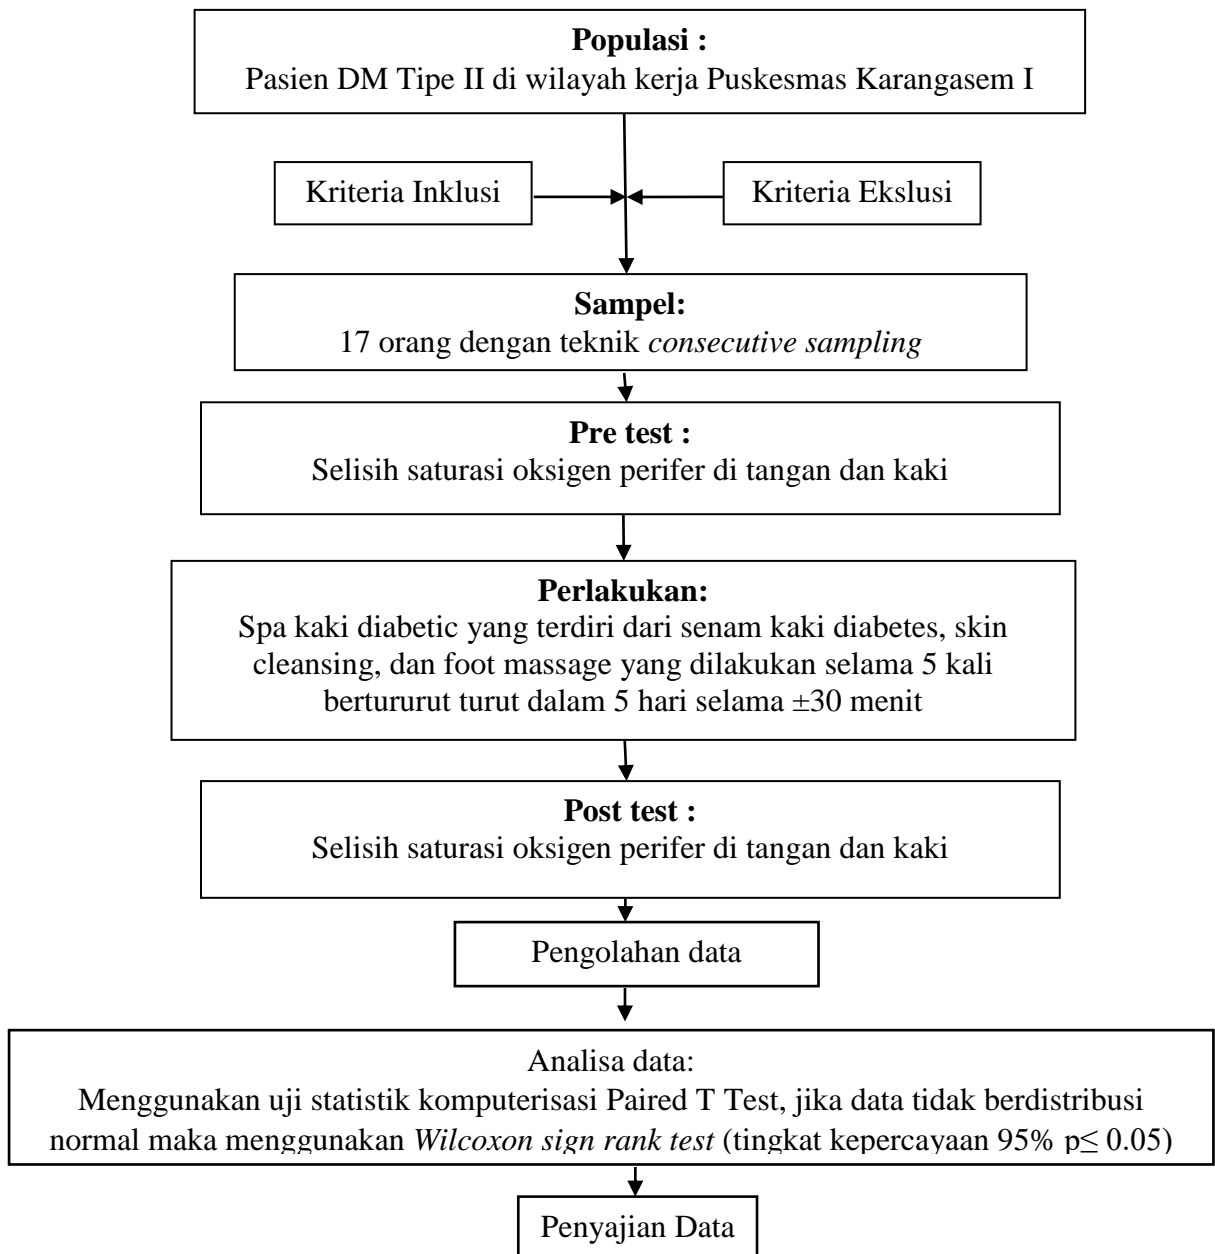 Populasi :
Pasien DM Tipe II di wilayah kerja Puskesmas Karangasem I
Kriteria Inklusi
Kriteria Ekslusi
Sampel:
17 orang dengan teknik consecutive sampling
Pre test :
Selisih saturasi oksigen perifer di tangan dan kaki
Perlakukan:
Spa kaki diabetic yang terdiri dari senam kaki diabetes, skin
cleansing, dan foot massage yang dilakukan selama 5 kali
bertururut turut dalam 5 hari selama ±30 menit
Post test :
Selisih saturasi oksigen perifer di tangan dan kaki
Pengolahan data
Analisa data:
Menggunakan uji statistik komputerisasi Paired T Test, jika data tidak berdistribusi
normal maka menggunakan Wilcoxon sign rank test (tingkat kepercayaan 95% p≤ 0.05)
Penyajian Data